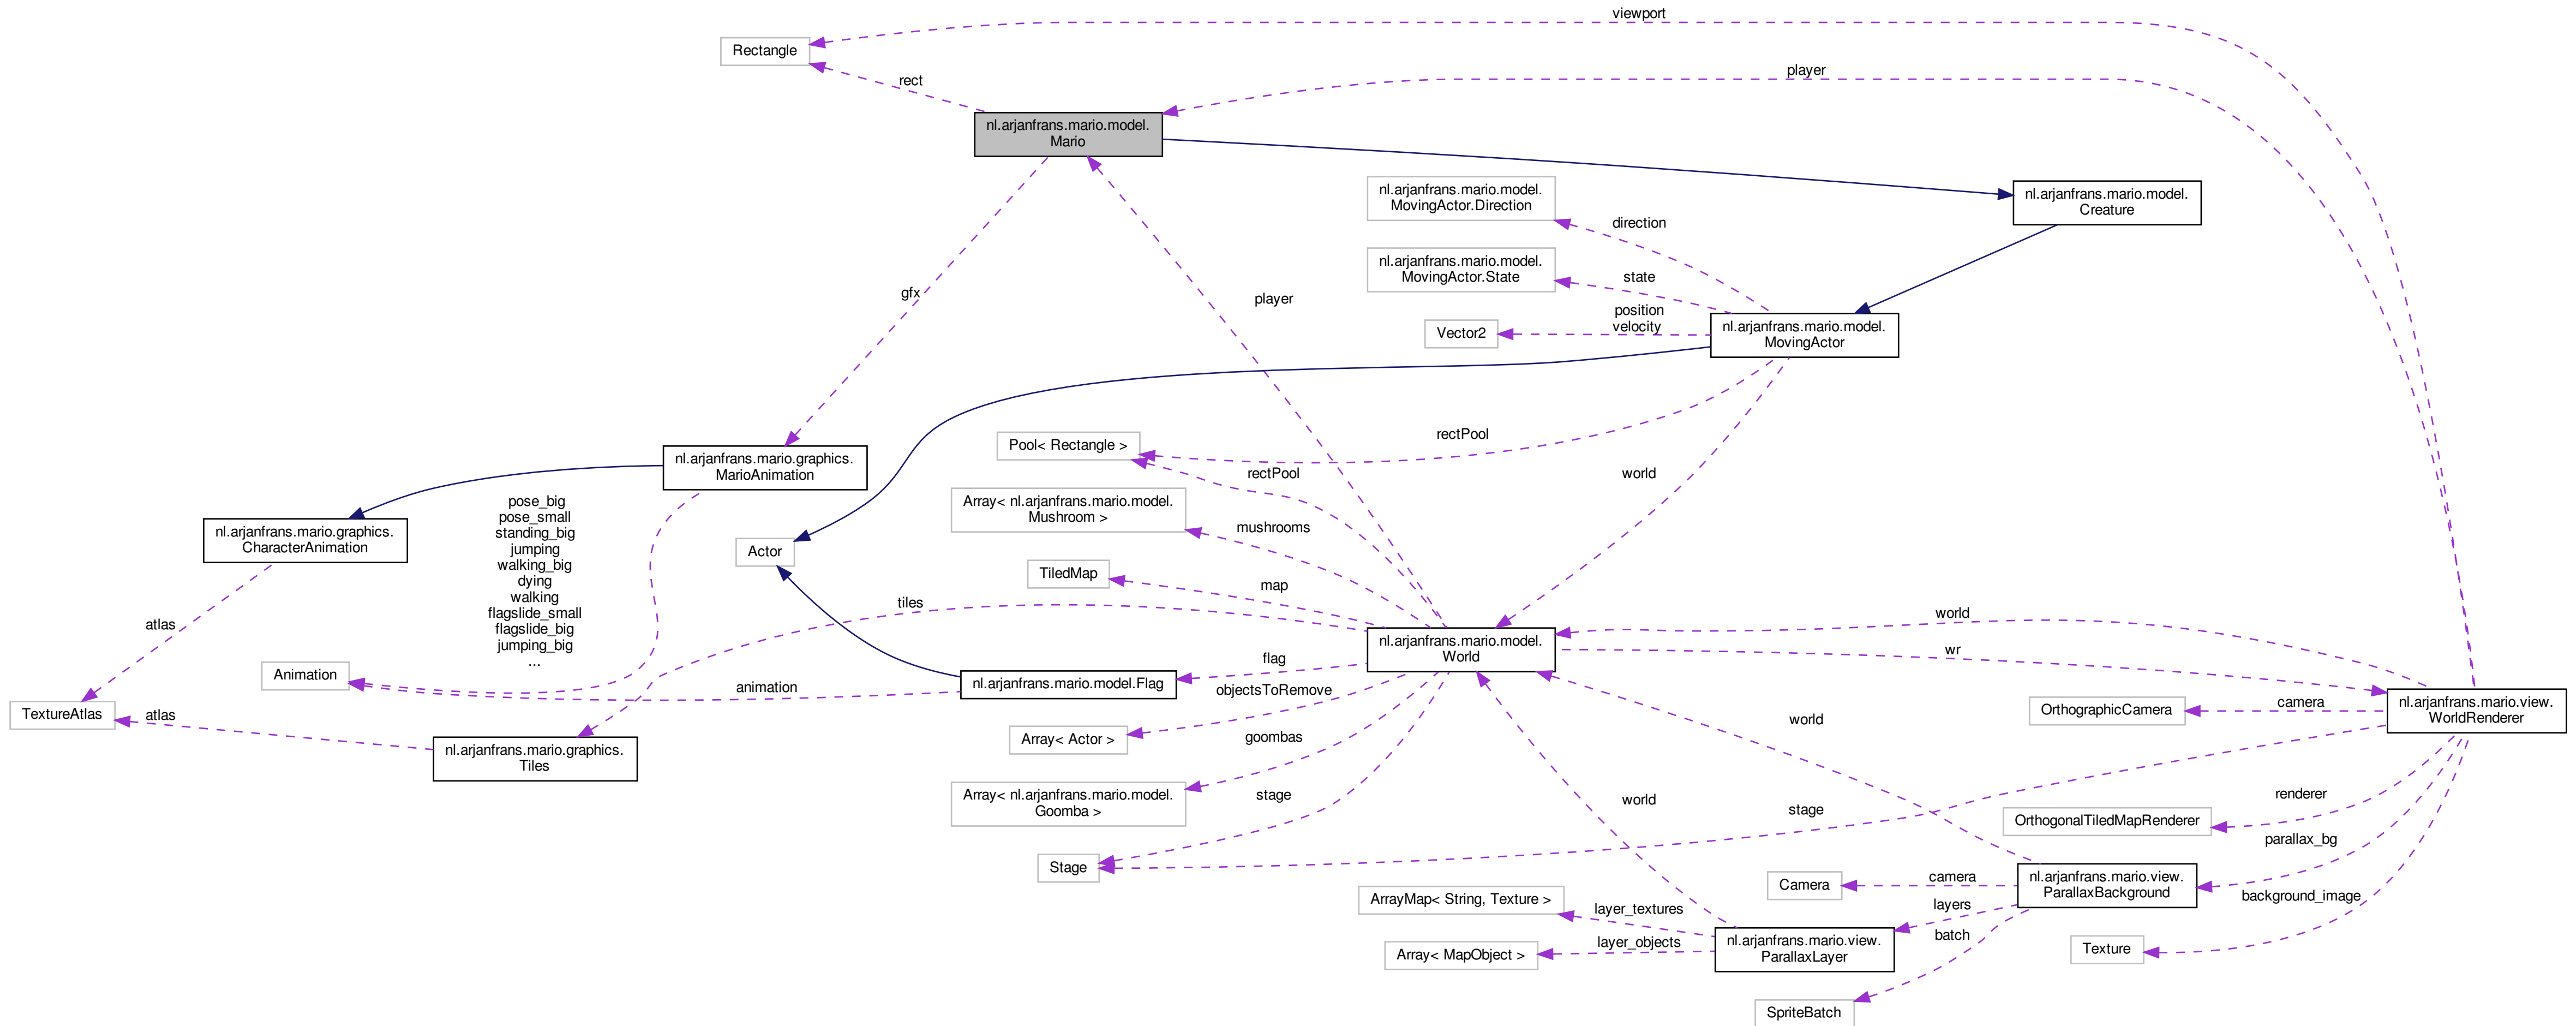 viewport
Rectangle
player
rect
nl.arjanfrans.mario.model.
Mario
nl.arjanfrans.mario.model.
MovingActor.Direction
nl.arjanfrans.mario.model.
Creature
direction
nl.arjanfrans.mario.model.
MovingActor.State
state
gfx
player
position
velocity
Vector2
nl.arjanfrans.mario.model.
MovingActor
Pool< Rectangle >
rectPool
nl.arjanfrans.mario.graphics.
MarioAnimation
rectPool
world
Array< nl.arjanfrans.mario.model.
Mushroom >
mushrooms
nl.arjanfrans.mario.graphics.
CharacterAnimation
pose_big
pose_small
standing_big
jumping
walking_big
dying
walking
flagslide_small
flagslide_big
jumping_big
...
Actor
TiledMap
map
tiles
world
atlas
nl.arjanfrans.mario.model.
World
wr
flag
Animation
animation
nl.arjanfrans.mario.model.Flag
objectsToRemove
TextureAtlas
atlas
OrthographicCamera
camera
nl.arjanfrans.mario.view.
WorldRenderer
world
Array< Actor >
goombas
nl.arjanfrans.mario.graphics.
Tiles
Array< nl.arjanfrans.mario.model.
Goomba >
stage
world
stage
renderer
OrthogonalTiledMapRenderer
parallax_bg
Stage
Camera
camera
nl.arjanfrans.mario.view.
ParallaxBackground
background_image
ArrayMap< String, Texture >
layer_textures
layers
batch
Array< MapObject >
layer_objects
nl.arjanfrans.mario.view.
ParallaxLayer
Texture
SpriteBatch